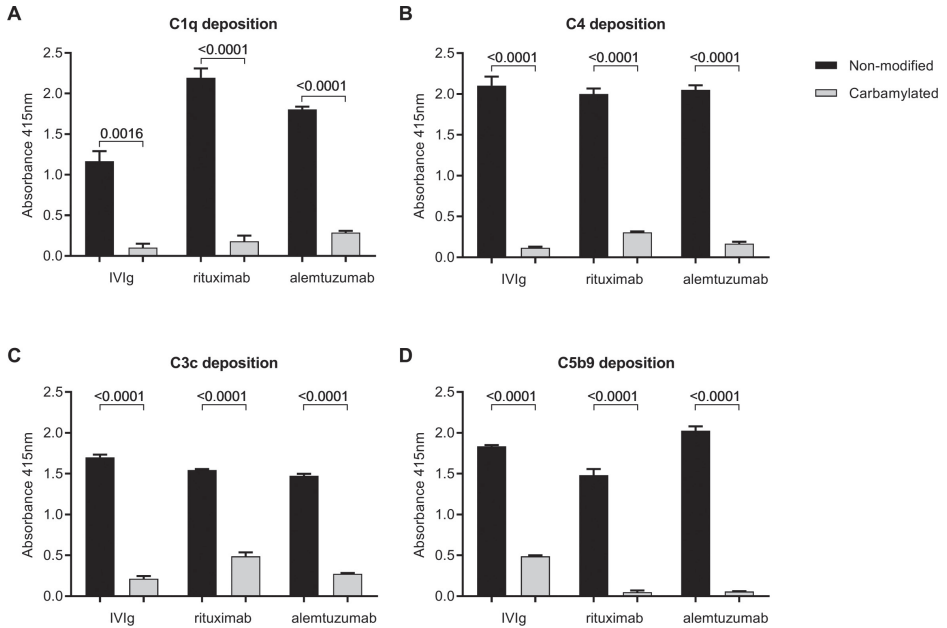 A
C1q deposition
Absorbance 415nm
2.5
2.0
1.5
1.0
0.5
0.0
0.0016
<0.0001
<0.0001
IVIg
rituximab
alemtuzumab
B
C4 deposition
Absorbance 415nm
2.5
2.0
1.5
1.0
0.5
0.0
<0.0001
<0.0001
<0.0001
IVIg
rituximab
alemtuzumab
Non-modified
Carbamylated
C
C3c deposition
Absorbance 415nm
2.5
2.0
1.5
1.0
0.5
0.0
<0.0001
<0.0001
<0.0001
IVIg
rituximab
alemtuzumab
D
C5b9 deposition
Absorbance 415nm
2.5
2.0
1.5
1.0
0.5
0.0
<0.0001
<0.0001
<0.0001
IVIg
rituximab
alemtuzumab